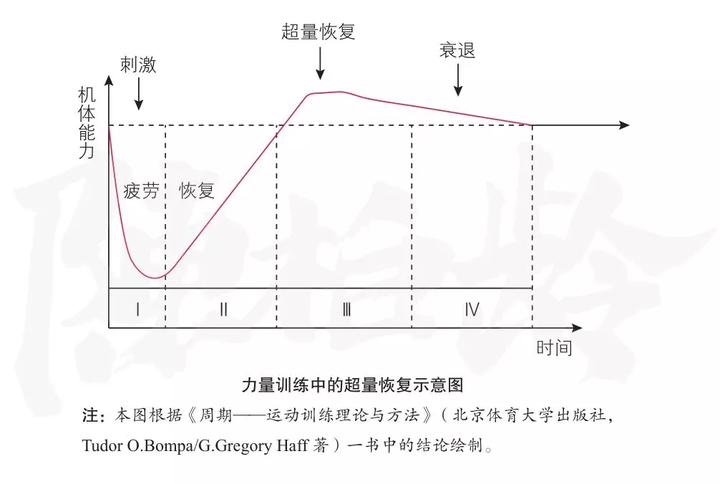 超量恢复
衰退
刺激
机体能力
疲劳
恢复
Ⅰ
Ⅱ
Ⅲ
Ⅳ
时间
力量训练中的超量恢复示意图
注：本图根据《周期——运动训练理论与方法》（北京体育大学出版社，
Tudor O.Bompa/G.Gregory Haff 著）一书中的结论绘制。